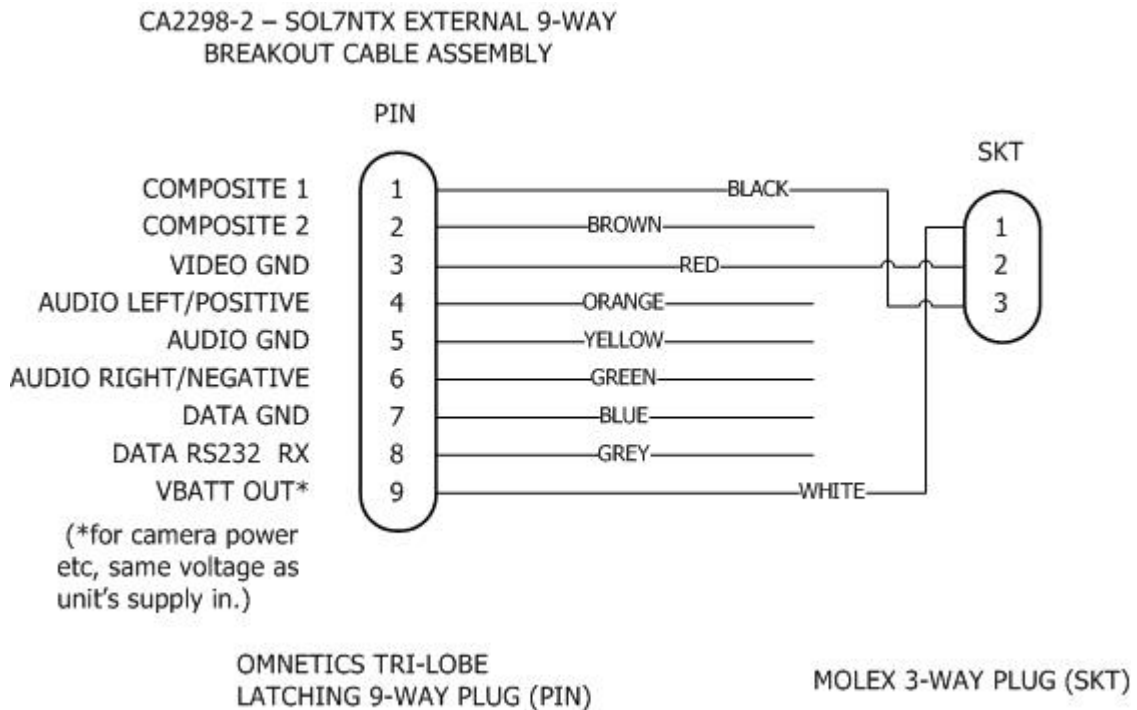 CA2298-2 – SOL7NTX EXTERNAL 9-WAY
BREAKOUT CABLE ASSEMBLY
PIN
SKT
COMPOSITE 1 1 BLACK
COMPOSITE 2 2 BROWN 1
VIDEO GND 3 RED 2
AUDIO LEFT/POSITIVE 4 ORANGE 3
AUDIO GND 5 YELLOW
AUDIO RIGHT/NEGATIVE 6 GREEN
DATA GND 7 BLUE
DATA RS232 RX 8 GREY
VBATT OUT* 9 WHITE
(*for camera power
etc, same voltage as
unit's supply in.)
OMNETICS TRI-LOBE
LATCHING 9-WAY PLUG (PIN)
MOLEX 3-WAY PLUG (SKT)